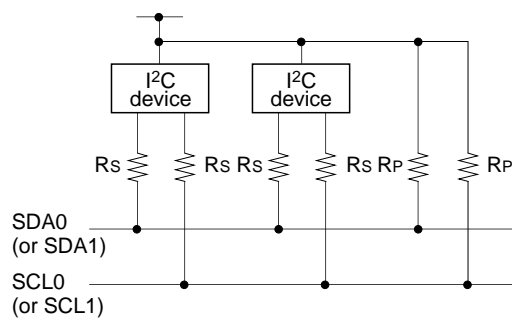 I²C
device
I²C
device
RS
RS
RS
RS
RP
RP
SDA0
(or SDA1)
SCL0
(or SCL1)